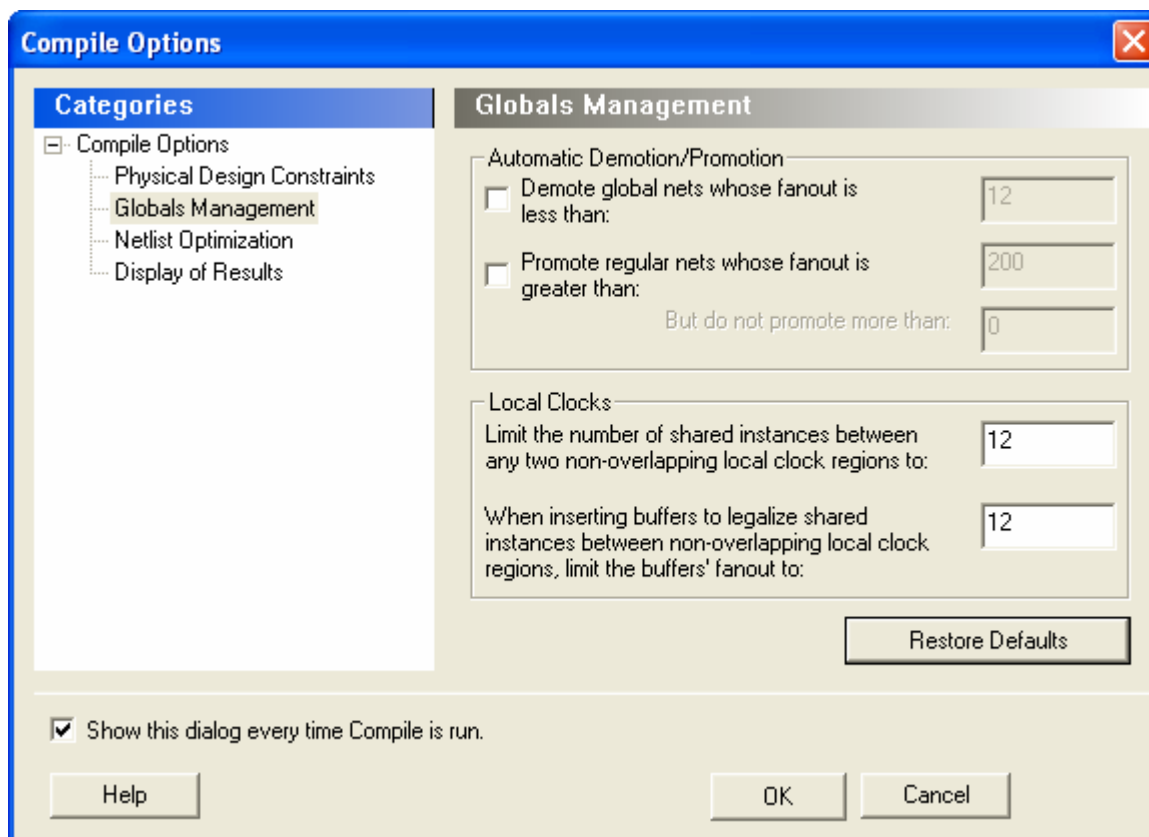 Compile Options
Categories
Compile Options
Physical Design Constraints
Globals Management
Netlist Optimization
Display of Results
Globals Management
Automatic Demotion/Promotion
Demote global nets whose fanout is
less than:
12
Promote regular nets whose fanout is
greater than:
200
But do not promote more than:
0
Local Clocks
Limit the number of shared instances between
any two non-overlapping local clock regions to:
12
When inserting buffers to legalize shared
instances between non-overlapping local clock
regions, limit the buffers' fanout to:
12
Restore Defaults
Show this dialog every time Compile is run.
Help
OK
Cancel